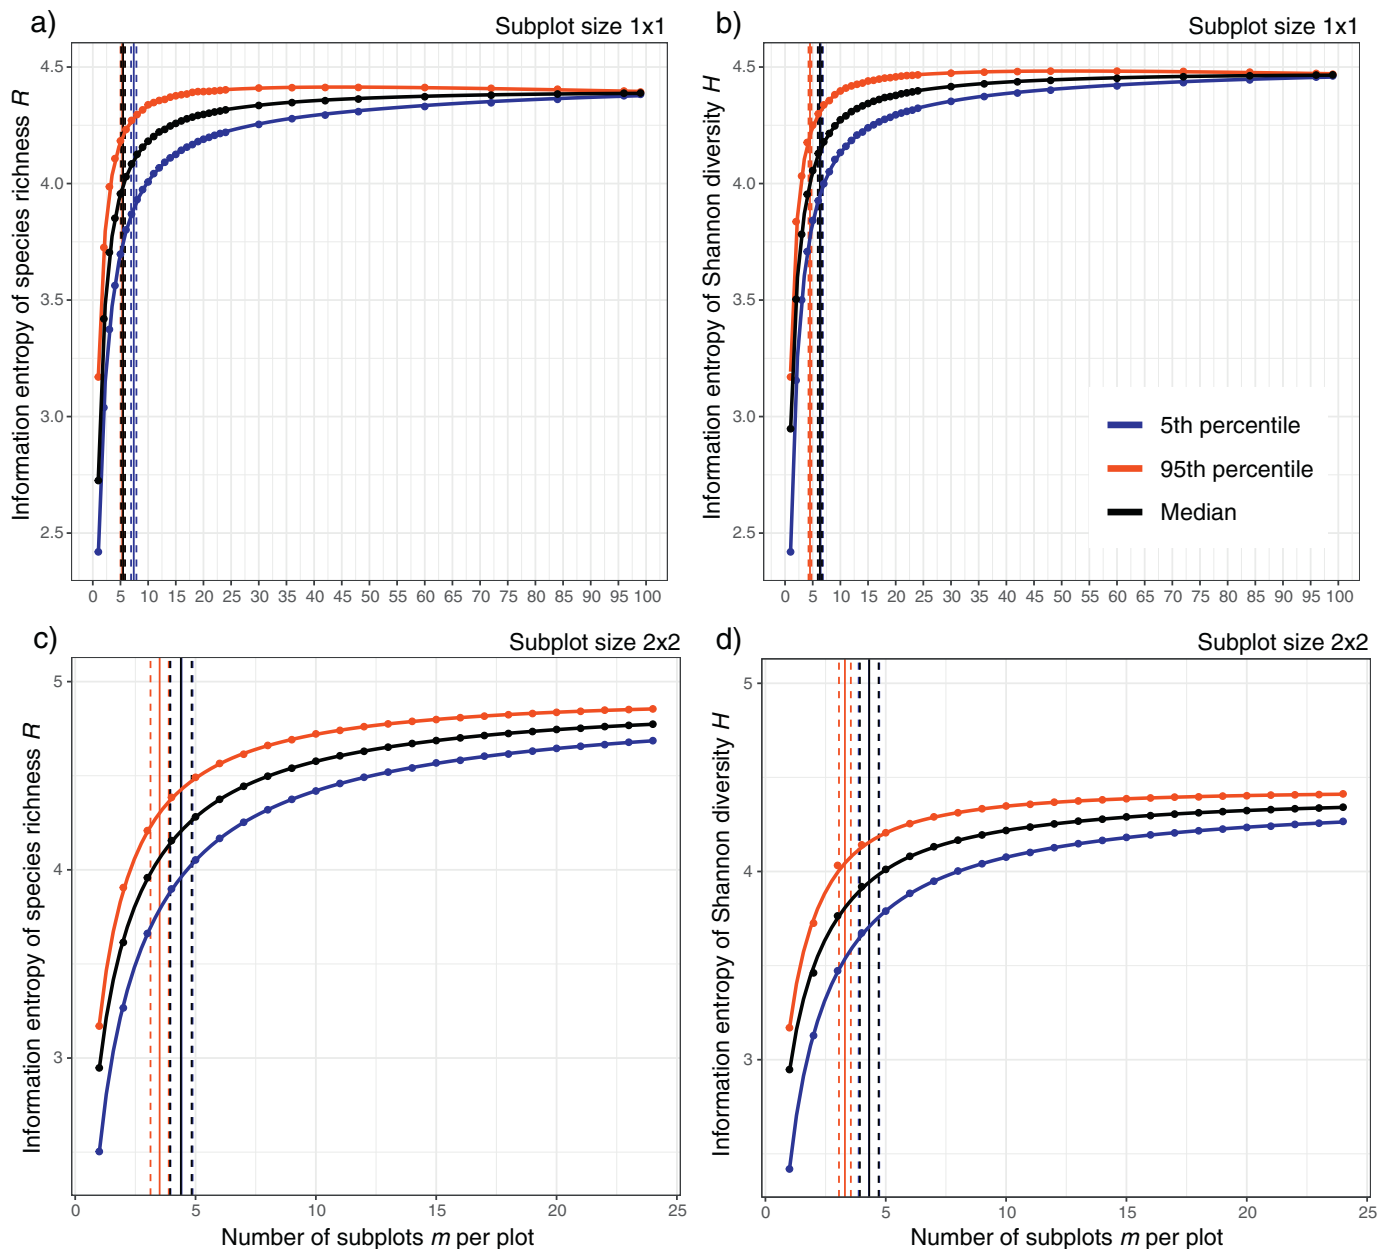 a)
Subplot size 1x1
Information entropy of species richness R
4.5
4.0
3.5
3.0
2.5
0 5 10 15 20 25 30 35 40 45 50 55 60 65 70 75 80 85 90 95 100
b)
Subplot size 1x1
Information entropy of Shannon diversity H
4.5
4.0
3.5
3.0
2.5
5th percentile
95th percentile
Median
0 5 10 15 20 25 30 35 40 45 50 55 60 65 70 75 80 85 90 95 100
c)
Subplot size 2x2
Information entropy of species richness R
5
4
3
0 5 10 15 20 25
Number of subplots m per plot
d)
Subplot size 2x2
Information entropy of Shannon diversity H
5
4
3
0 5 10 15 20 25
Number of subplots m per plot